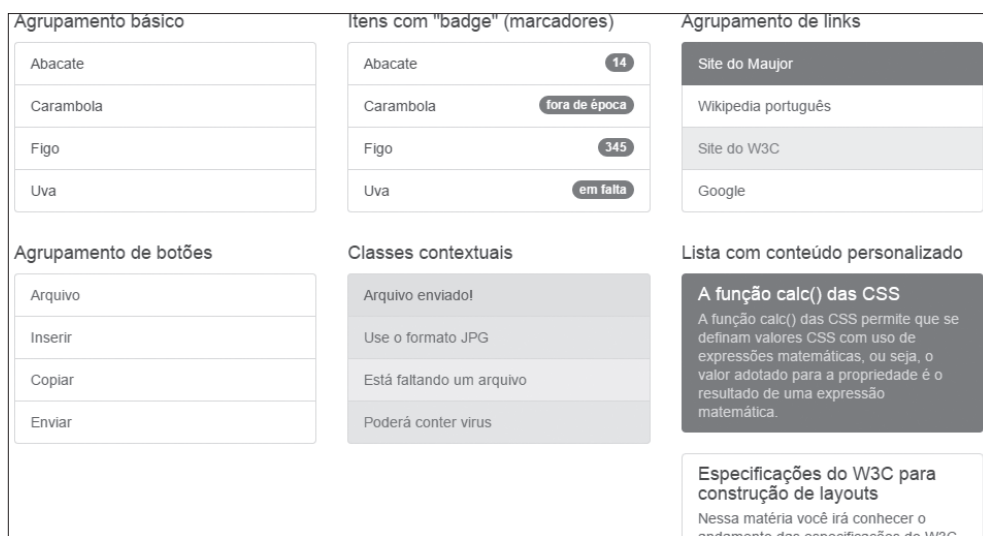 Agrupamento básico
Abacate
Carambola
Figo
Uva
Itens com "badge" (marcadores)
Abacate 14
Carambola fora de época
Figo 345
Uva em falta
Agrupamento de links
Site do Maujor
Wikipedia português
Site do W3C
Google
Agrupamento de botões
Arquivo
Inserir
Copiar
Enviar
Classes contextuais
Arquivo enviado!
Use o formato JPG
Está faltando um arquivo
Poderá conter virus
Lista com conteúdo personalizado
A função calc() das CSS
A função calc() das CSS permite que se
definam valores CSS com uso de
expressões matemáticas, ou seja, o
valor adotado para a propriedade é o
resultado de uma expressão
matemática.
Especificações do W3C para
construção de layouts
Nessa matéria você irá conhecer o
andamento das especificações do W3C